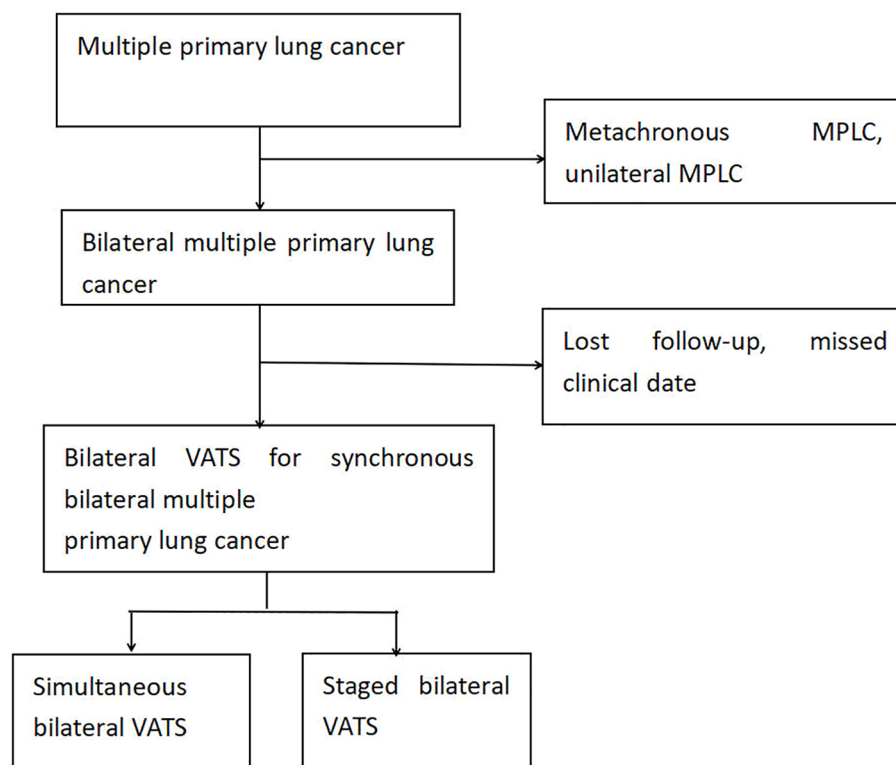 Multiple primary lung cancer
Metachronous MPLC,
unilateral MPLC
Bilateral multiple primary lung
cancer
Lost follow-up, missed
clinical date
Bilateral VATS for synchronous
bilateral multiple
primary lung cancer
Simultaneous
bilateral VATS
Staged bilateral
VATS